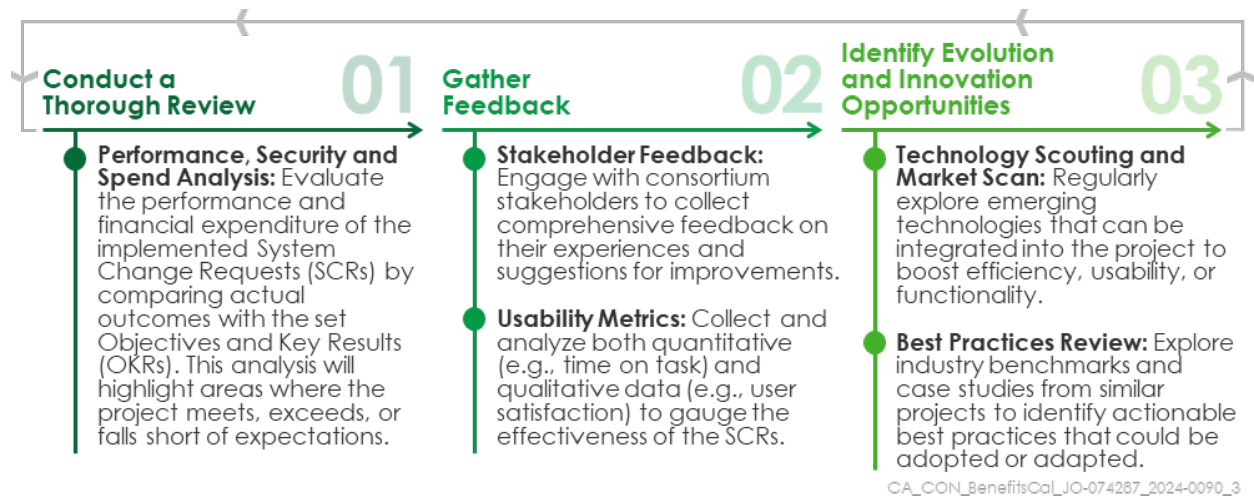 Conduct a
Thorough Review
01
Performance, Security and
Spend Analysis: Evaluate
the performance and
financial expenditure of the
implemented System
Change Requests (SCRs) by
comparing actual
outcomes with the set
Objectives and Key Results
(OKRs). This analysis will
highlight areas where the
project meets, exceeds, or
falls short of expectations.
Gather
Feedback
02
Stakeholder Feedback:
Engage with consortium
stakeholders to collect
comprehensive feedback on
their experiences and
suggestions for improvements.
Usability Metrics: Collect and
analyze both quantitative
(e.g., time on task) and
qualitative data (e.g., user
satisfaction) to gauge the
effectiveness of the SCRs.
Identify Evolution
and Innovation
Opportunities
03
Technology Scouting and
Market Scan: Regularly
explore emerging
technologies that can be
integrated into the project to
boost efficiency, usability, or
functionality.
Best Practices Review: Explore
industry benchmarks and
case studies from similar
projects to identify actionable
best practices that could be
adopted or adapted.
CA_CON_BenefitsCal_JO-074287_2024-0090_3